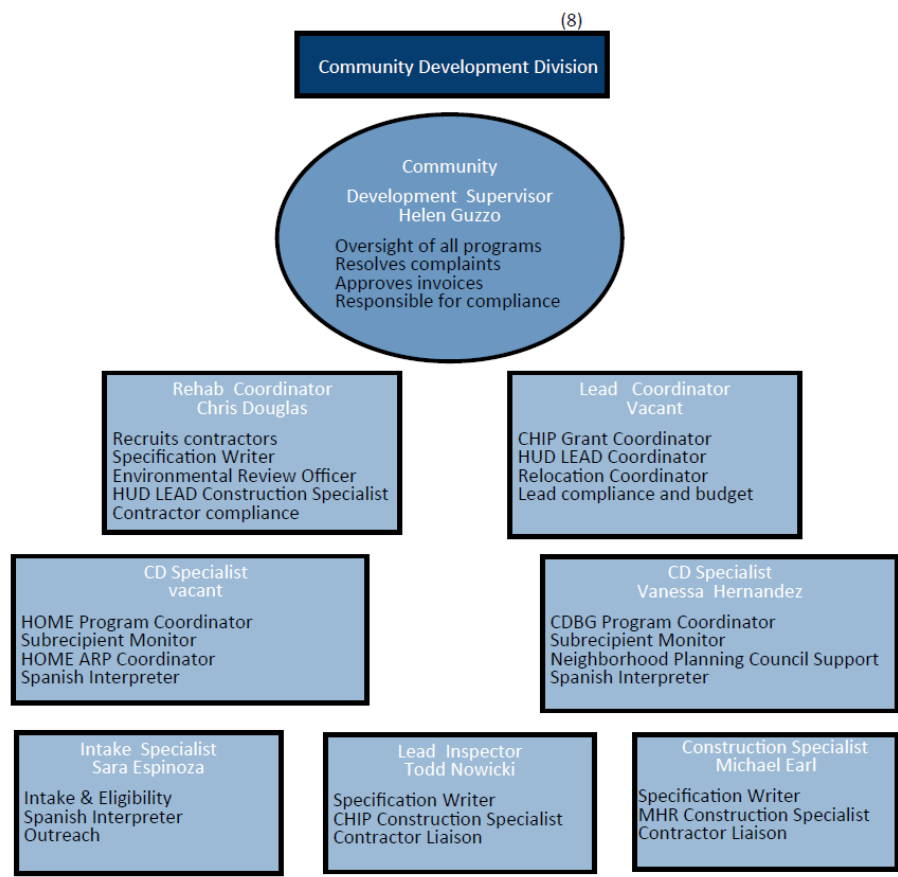 (8)
Community Development Division
Community
Development Supervisor
Helen Guzzo
Oversight of all programs
Resolves complaints
Approves invoices
Responsible for compliance
Rehab Coordinator
Chris Douglas
Recruits contractors
Specification Writer
Environmental Review Officer
HUD LEAD Construction Specialist
Contractor compliance
Lead Coordinator
Vacant
CHIP Grant Coordinator
HUD LEAD Coordinator
Relocation Coordinator
Lead compliance and budget
CD Specialist
vacant
HOME Program Coordinator
Subrecipient Monitor
HOME ARP Coordinator
Spanish Interpreter
CD Specialist
Vanessa Hernandez
CDBG Program Coordinator
Subrecipient Monitor
Neighborhood Planning Council Support
Spanish Interpreter
Intake Specialist
Sara Espinoza
Intake & Eligibility
Spanish Interpreter
Outreach
Lead Inspector
Todd Nowicki
Specification Writer
CHIP Construction Specialist
Contractor Liaison
Construction Specialist
Michael Earl
Specification Writer
MHR Construction Specialist
Contractor Liaison